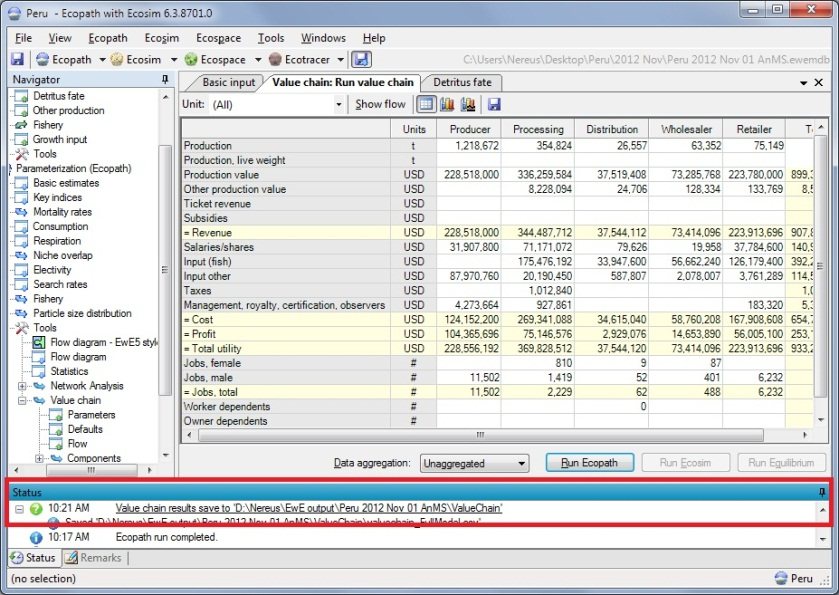 Peru - Ecopath with Ecosim 6.3.8701.0
File View Ecopath Ecosim Ecospace Tools Windows Help
Ecopath Ecosim Ecospace Ecotracer C:\Users\Nereus\Desktop\Peru\2012 Nov\Peru 2012 Nov 01 AnMS.ewemdb
Navigator
Detritus fate
Other production
Fishery
Growth input
Tools
Parameterization (Ecopath)
Basic estimates
Key indices
Mortality rates
Consumption
Respiration
Niche overlap
Electivity
Search rates
Fishery
Particle size distribution
Tools
Flow diagram - EwE5 style
Flow diagram
Statistics
Network Analysis
Value chain
Parameters
Defaults
Flow
Components
Basic input Value chain: Run value chain Detritus fate
Unit: (All) Show flow
Units Producer Processing Distribution Wholesaler Retailer
Production t 1,218,672 354,824 26,557 63,352 75,149
Production, live weight t
Production value USD 228,518,000 336,259,584 37,519,408 73,285,768 223,780,000 899,3
Other production value USD 8,228,094 24,706 128,334 133,769 8,5
Ticket revenue USD
Subsidies USD
= Revenue USD 228,518,000 344,487,712 37,544,112 73,414,096 223,913,696 907,8
Salaries/shares USD 31,907,800 71,171,072 79,626 19,958 37,784,600 140,9
Input (fish) USD 175,476,192 33,947,600 56,662,240 126,179,400 392,2
Input other USD 87,970,760 20,190,450 587,807 2,078,007 3,761,289 114,5
Taxes USD 1,012,840 1,0
Management, royalty, certification, observers USD 4,273,664 927,861 183,320 5,3
= Cost USD 124,152,200 269,341,088 34,615,040 58,760,208 167,908,608 654,7
= Profit USD 104,365,696 75,146,576 2,929,076 14,653,890 56,005,100 253,1
= Total utility USD 228,556,192 369,828,512 37,544,120 73,414,096 223,913,696 933,2
Jobs, female # 810 9 87
Jobs, male # 11,502 1,419 52 401 6,232
= Jobs, total # 11,502 2,229 62 488 6,232
Worker dependents # 0
Owner dependents #
Data aggregation: Unaggregated Run Ecopath Run Ecosim Run Equilibrium
Status
10:21 AM Value chain results save to 'D:\Nereus\EwE output\Peru 2012 Nov 01 AnMS\ValueChain'
Saved 'D:\Nereus\EwE output\Peru 2012 Nov 01 AnMS\ValueChain\valuechain_FullModel.csv'
10:17 AM Ecopath run completed.
Status Remarks
(no selection) Peru